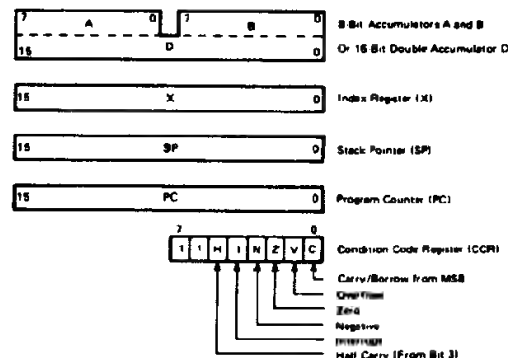 7 A 0 7 B 0 8-Bit Accumulators A and B
15 D 0 Or 16-Bit Double Accumulator D
15 X 0 Index Register (X)
15 SP 0 Stack Pointer (SP)
15 PC 0 Program Counter (PC)
7 0
1 1 H I N Z V C Condition Code Register (CCR)
Carry/Borrow from MSB
Overflow
Zero
Negative
Interrupt
Half Carry (From Bit 3)